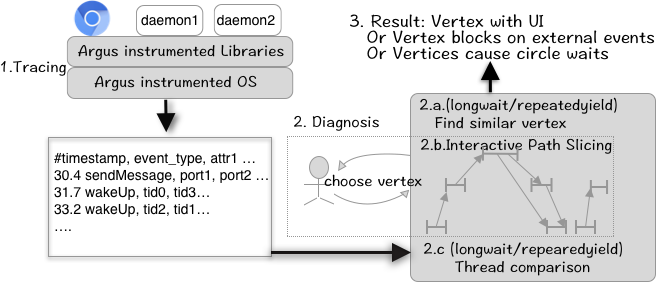 daemon1
daemon2
Argus instrumented Libraries
1.Tracing
Argus instrumented OS
#timestamp, event_type, attr1 ...
30.4 sendMessage, port1, port2 ...
31.7 wakeUp, tid0, tid3...
33.2 wakeUp, tid2, tid1...
....
2. Diagnosis
choose vertex
3. Result: Vertex with UI
Or Vertex blocks on external events
Or Vertices cause circle waits
2.a.(longwait/repeatedyield)
Find similar vertex
2.b.Interactive Path Slicing
2.c (longwait/repearedyield)
Thread comparison